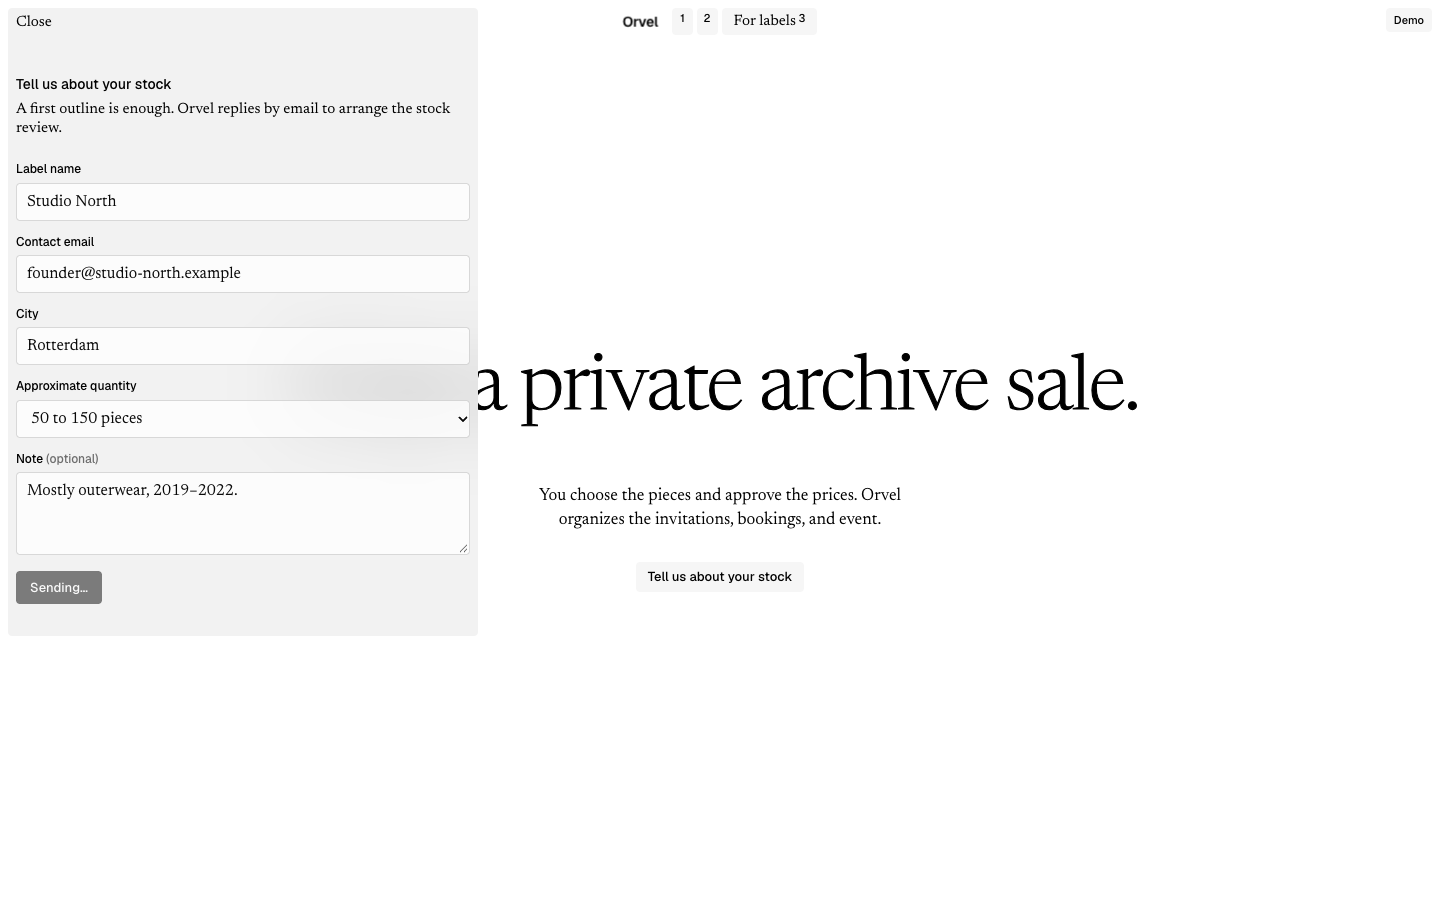 Close
Orvel
1
2
For labels 3
Demo
Tell us about your stock
A first outline is enough. Orvel replies by email to arrange the stock
review.
Label name
Studio North
Contact email
founder@studio-north.example
City
Rotterdam
Approximate quantity
50 to 150 pieces
Note (optional)
Mostly outerwear, 2019–2022.
Sending…
a private archive sale.
You choose the pieces and approve the prices. Orvel
organizes the invitations, bookings, and event.
Tell us about your stock